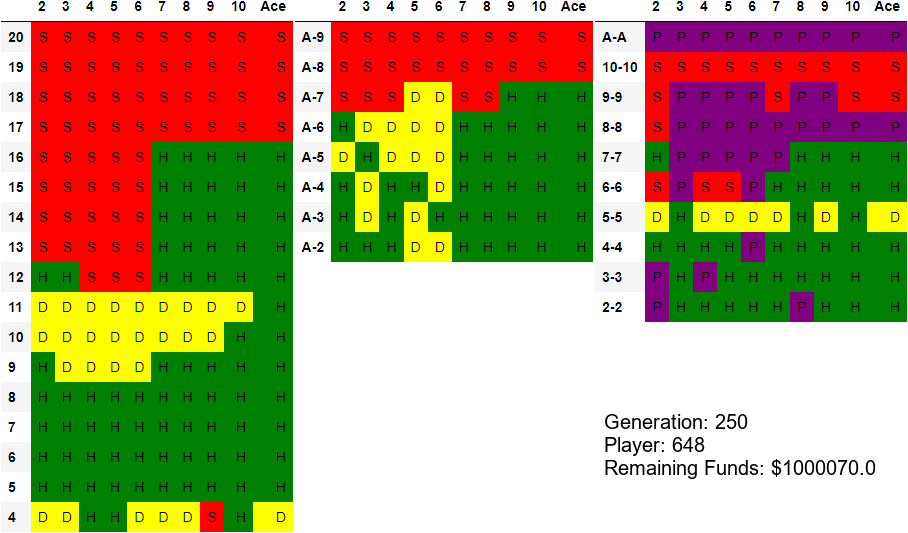 2 3 4 5 6 7 8 9 10 Ace 2 3 4 5 6 7 8 9 10 Ace 2 3 4 5 6 7 8 9 10 Ace
20 S S S S S S S S S S A-9 S S S S S S S S S S A-A P P P P P P P P P P
19 S S S S S S S S S S A-8 S S S S S S S S S S 10-10 S S S S S S S S S S
18 S S S S S S S S S S A-7 S S S D D S S H H H 9-9 S P P P P S P P S S
17 S S S S S S S S S S A-6 H D D D D H H H H H 8-8 S P P P P P P P P P
16 S S S S S H H H H H A-5 D H D D D H H H H H 7-7 H P P P P P H H H H
15 S S S S S H H H H H A-4 H D H H D H H H H H 6-6 S P S S P H H H H H
14 S S S S S H H H H H A-3 H D H D H H H H H H 5-5 D H D D D D H D H D
13 S S S S S H H H H H A-2 H H H D D H H H H H 4-4 H H H H P H H H H H
12 H H S S S H H H H H 3-3 P H P H H H H H H H
11 D D D D D D D D D H 2-2 P H H H H H P H H H
10 D D D D D D D D H H
9 H D D D D H H H H H
8 H H H H H H H H H H
7 H H H H H H H H H H
6 H H H H H H H H H H
5 H H H H H H H H H H
4 D D H H D D D S H D
Generation: 250
Player: 648
Remaining Funds: $1000070.0